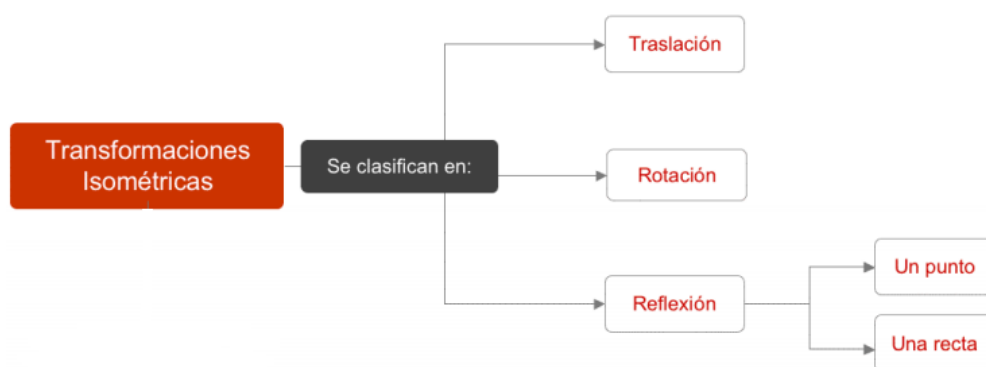 Transformaciones
Isométricas
Se clasifican en:
Traslación
Rotación
Reflexión
Un punto
Una recta